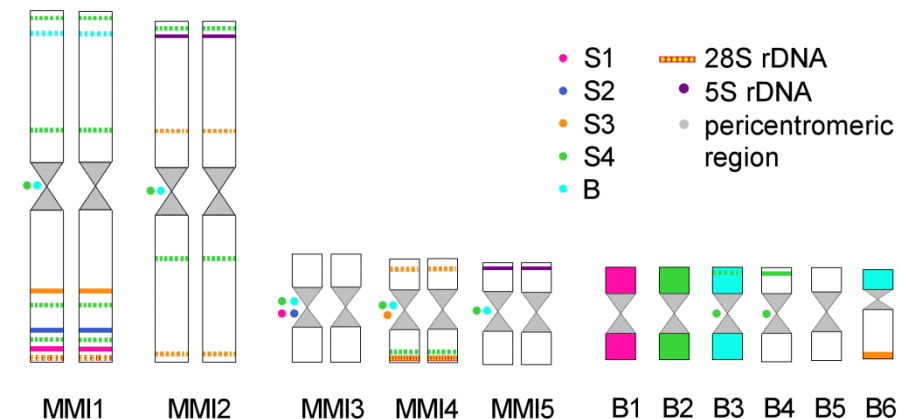 S1
S2
S3
S4
B
28S rDNA
5S rDNA
pericentromeric
region
MMI1 MMI2 MMI3 MMI4 MMI5 B1 B2 B3 B4 B5 B6